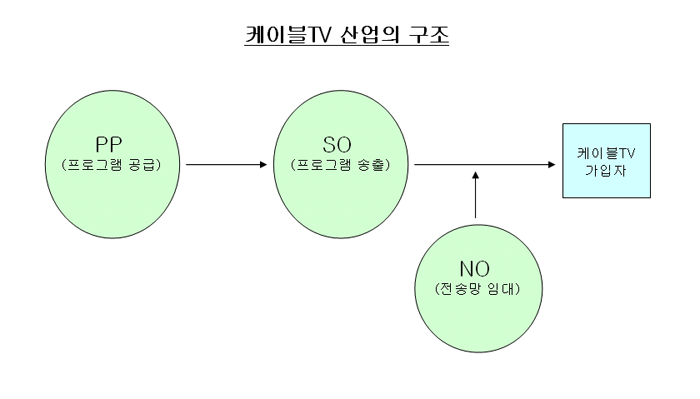 케이블TV 산업의 구조
PP
(프로그램 공급)
SO
(프로그램 송출)
케이블TV
가입자
NO
(전송망 임대)